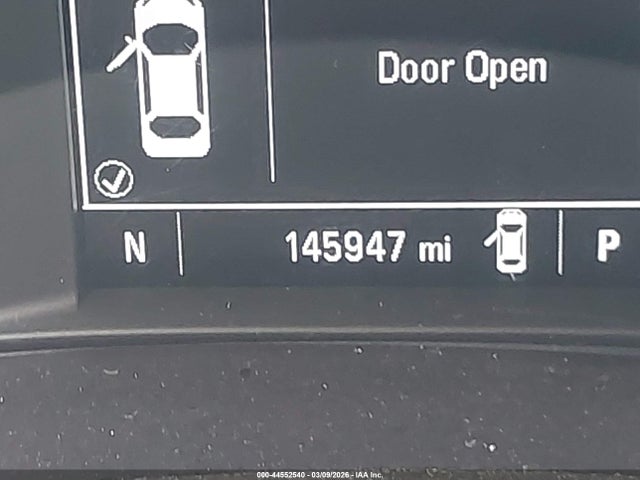 Door Open
N 145947 mi P
000-44552540 - 03/09/2026 - IAA Inc.